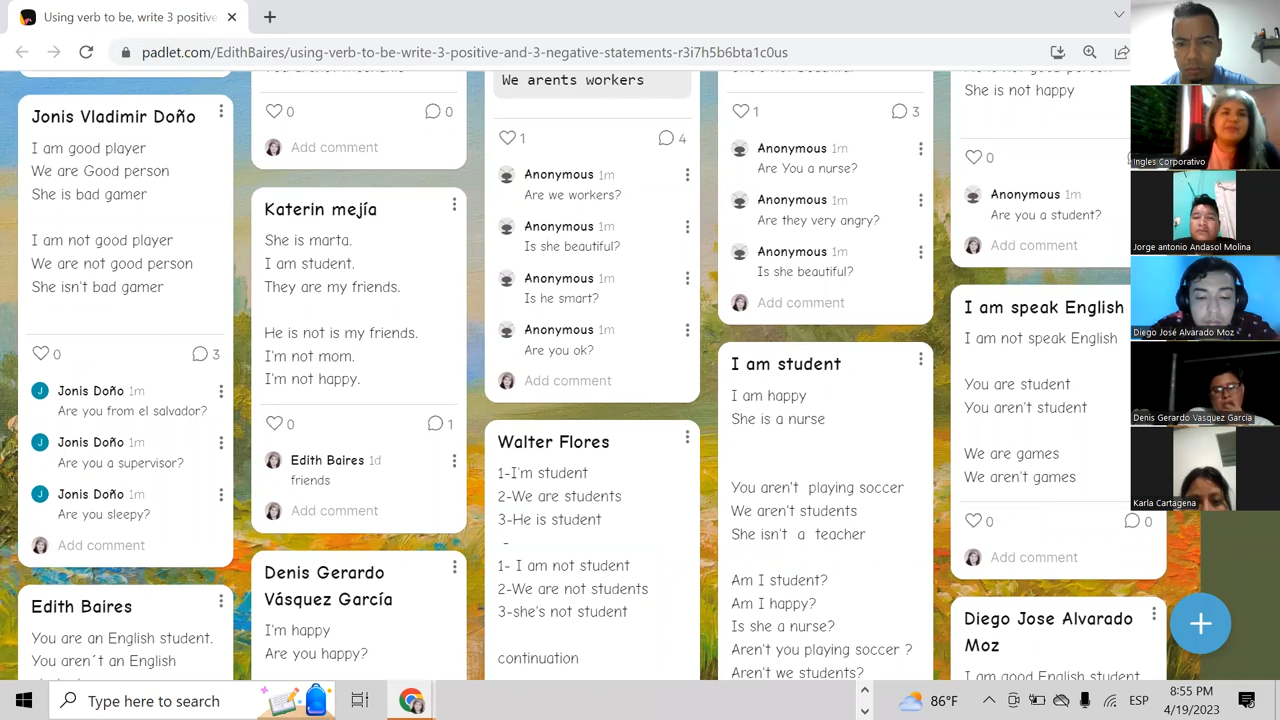 Using verb to be, write 3 positive
padlet.com/EdithBaires/using-verb-to-be-write-3-positive-and-3-negative-statements-r3i7h5b6bta1c0us
Jonis Vladimir Doño
I am good player
We are Good person
She is bad gamer
I am not good player
We are not good person
She isn't bad gamer
0
3
Jonis Doño 1m
Are you from el salvador?
Jonis Doño 1m
Are you a supervisor?
Jonis Doño 1m
Are you sleepy?
Add comment
Edith Baires
You are an English student.
You aren´t an English
0
0
Add comment
Katerin mejía
She is marta.
I am student.
They are my friends.
He is not is my friends.
I'm not mom.
I'm not happy.
0
1
Edith Baires 1d
friends
Add comment
Denis Gerardo
Vásquez García
I'm happy
Are you happy?
We arents workers
1
4
Anonymous 1m
Are we workers?
Anonymous 1m
Is she beautiful?
Anonymous 1m
Is he smart?
Anonymous 1m
Are you ok?
Add comment
Walter Flores
1-I'm student
2-We are students
3-He is student
-
1- I am not student
2-We are not students
3-she's not student
continuation
1
3
Anonymous 1m
Are You a nurse?
Anonymous 1m
Are they very angry?
Anonymous 1m
Is she beautiful?
Add comment
I am student
I am happy
She is a nurse
You aren't playing soccer
We aren't students
She isn't a teacher
Am I student?
Am I happy?
Is she a nurse?
Aren't you playing soccer ?
Aren't we students?
She is not happy
0
Anonymous 1m
Are you a student?
Add comment
I am speak English
I am not speak English
You are student
You aren't student
We are games
We aren't games
0
0
Add comment
Diego Jose Alvarado
Moz
I am good English student
Ingles Corporativo
Jorge antonio Andasol Molina
Diego José Alvarado Moz
Denis Gerardo Vasquez García
Karla Cartagena
Type here to search
86°F
ESP
8:55 PM
4/19/2023